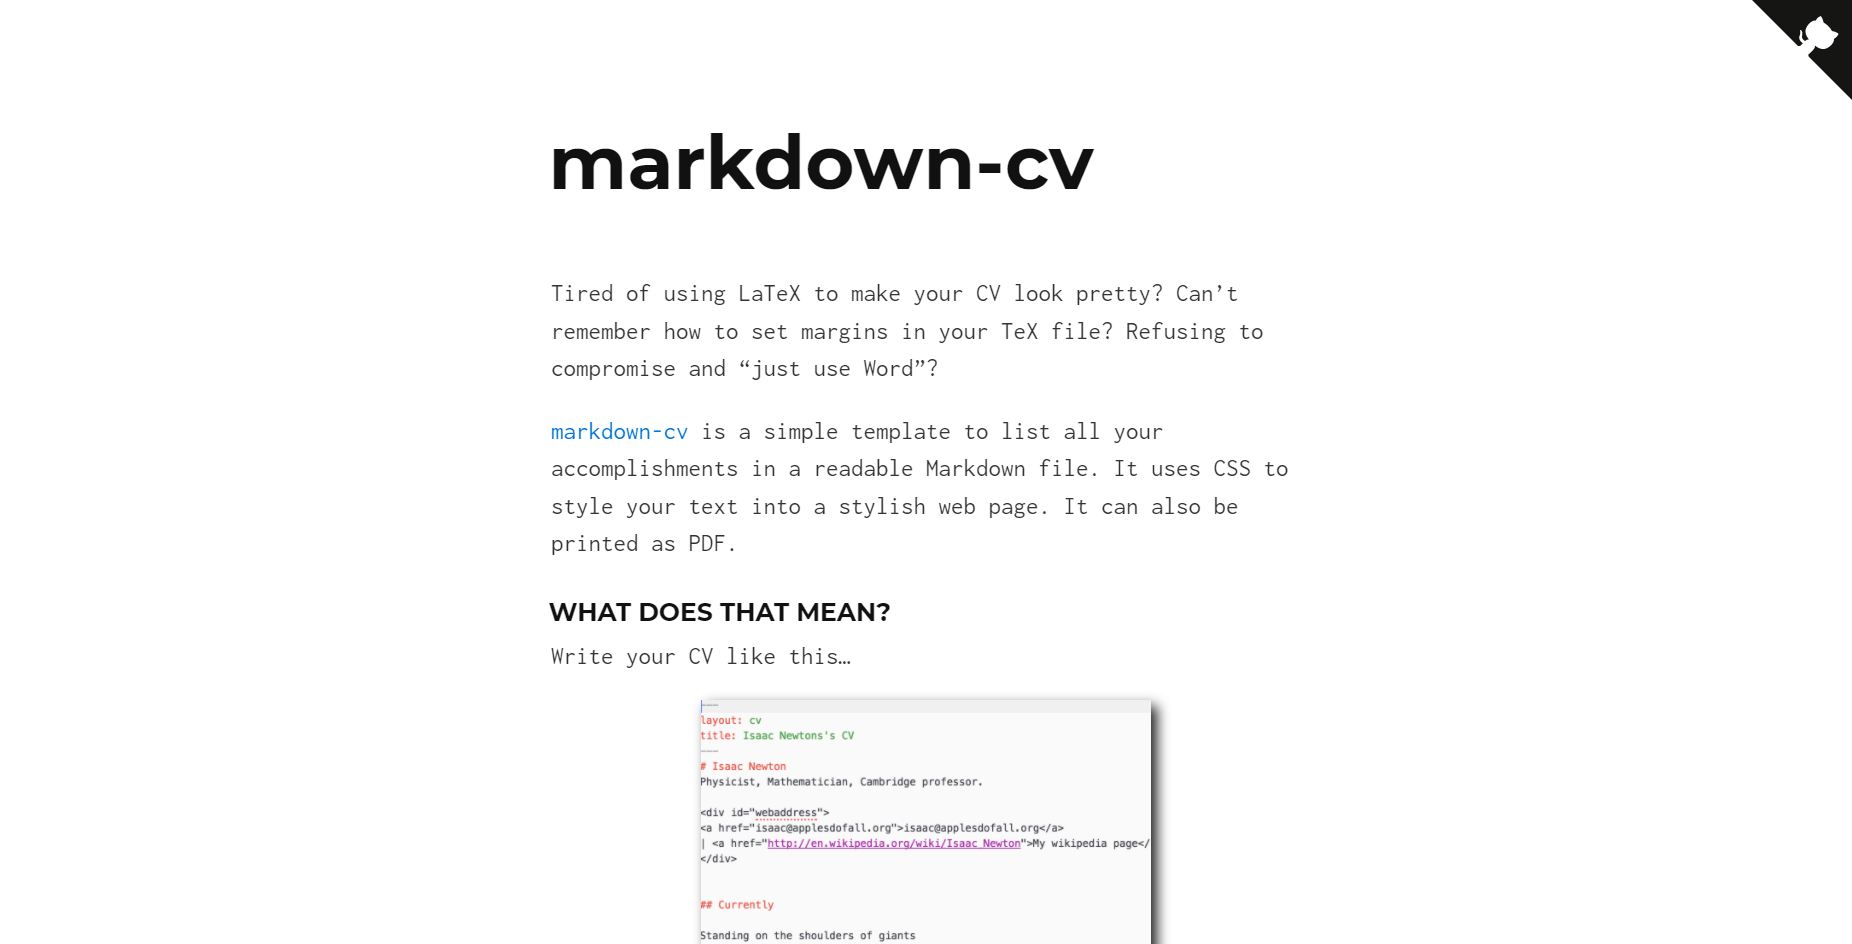 markdown-cv
Tired of using LaTeX to make your CV look pretty? Can’t
remember how to set margins in your TeX file? Refusing to
compromise and “just use Word”?
markdown-cv is a simple template to list all your
accomplishments in a readable Markdown file. It uses CSS to
style your text into a stylish web page. It can also be
printed as PDF.
WHAT DOES THAT MEAN?
Write your CV like this…
---
layout: cv
title: Isaac Newtons's CV
---
# Isaac Newton
Physicist, Mathematician, Cambridge professor.
<div id="webaddress">
<a href="isaac@applesdofall.org">isaac@applesdofall.org</a>
| <a href="http://en.wikipedia.org/wiki/Isaac_Newton">My wikipedia page</
</div>
## Currently
Standing on the shoulders of giants